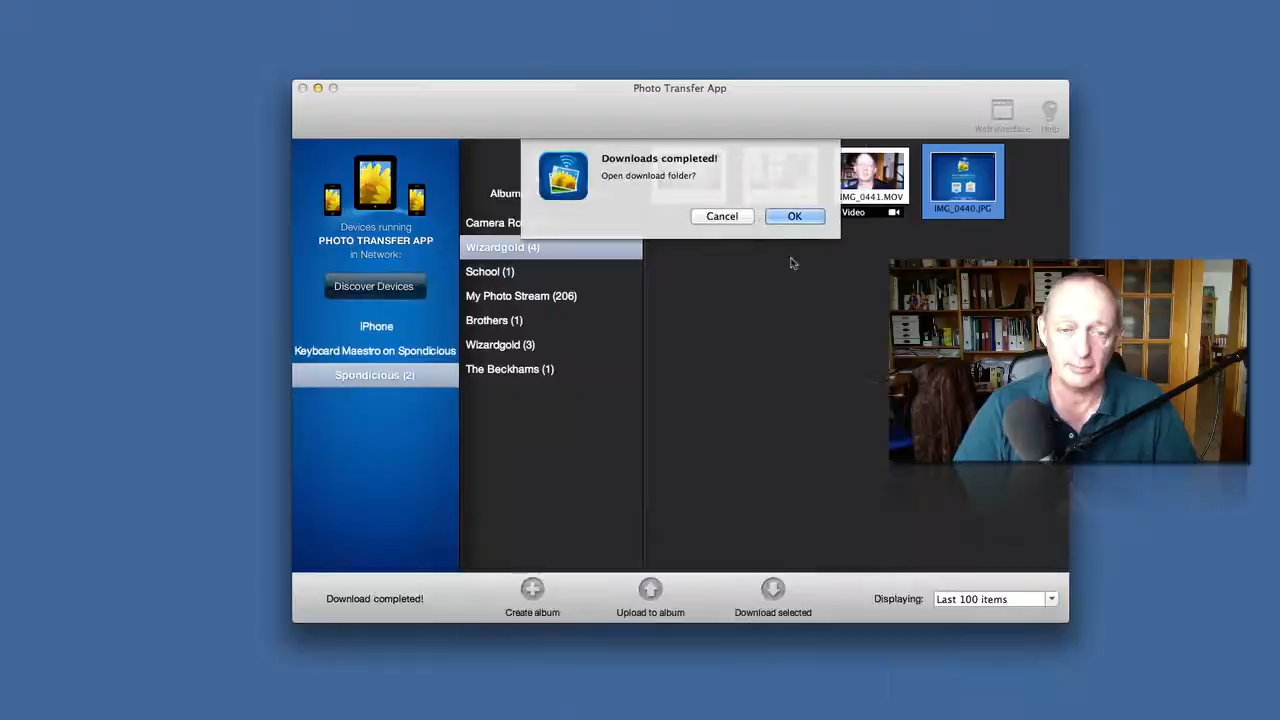 Photo Transfer App
Web Interface
Help
Downloads completed!
Open download folder?
Cancel
OK
IMG_0441.MOV
Video
IMG_0440.JPG
Devices running
PHOTO TRANSFER APP
in Network:
Discover Devices
iPhone
Keyboard Maestro on Spondicious
Spondicious (2)
Album
Camera Ro
Wizardgold (4)
School (1)
My Photo Stream (206)
Brothers (1)
Wizardgold (3)
The Beckhams (1)
Download completed!
Create album
Upload to album
Download selected
Displaying:
Last 100 items